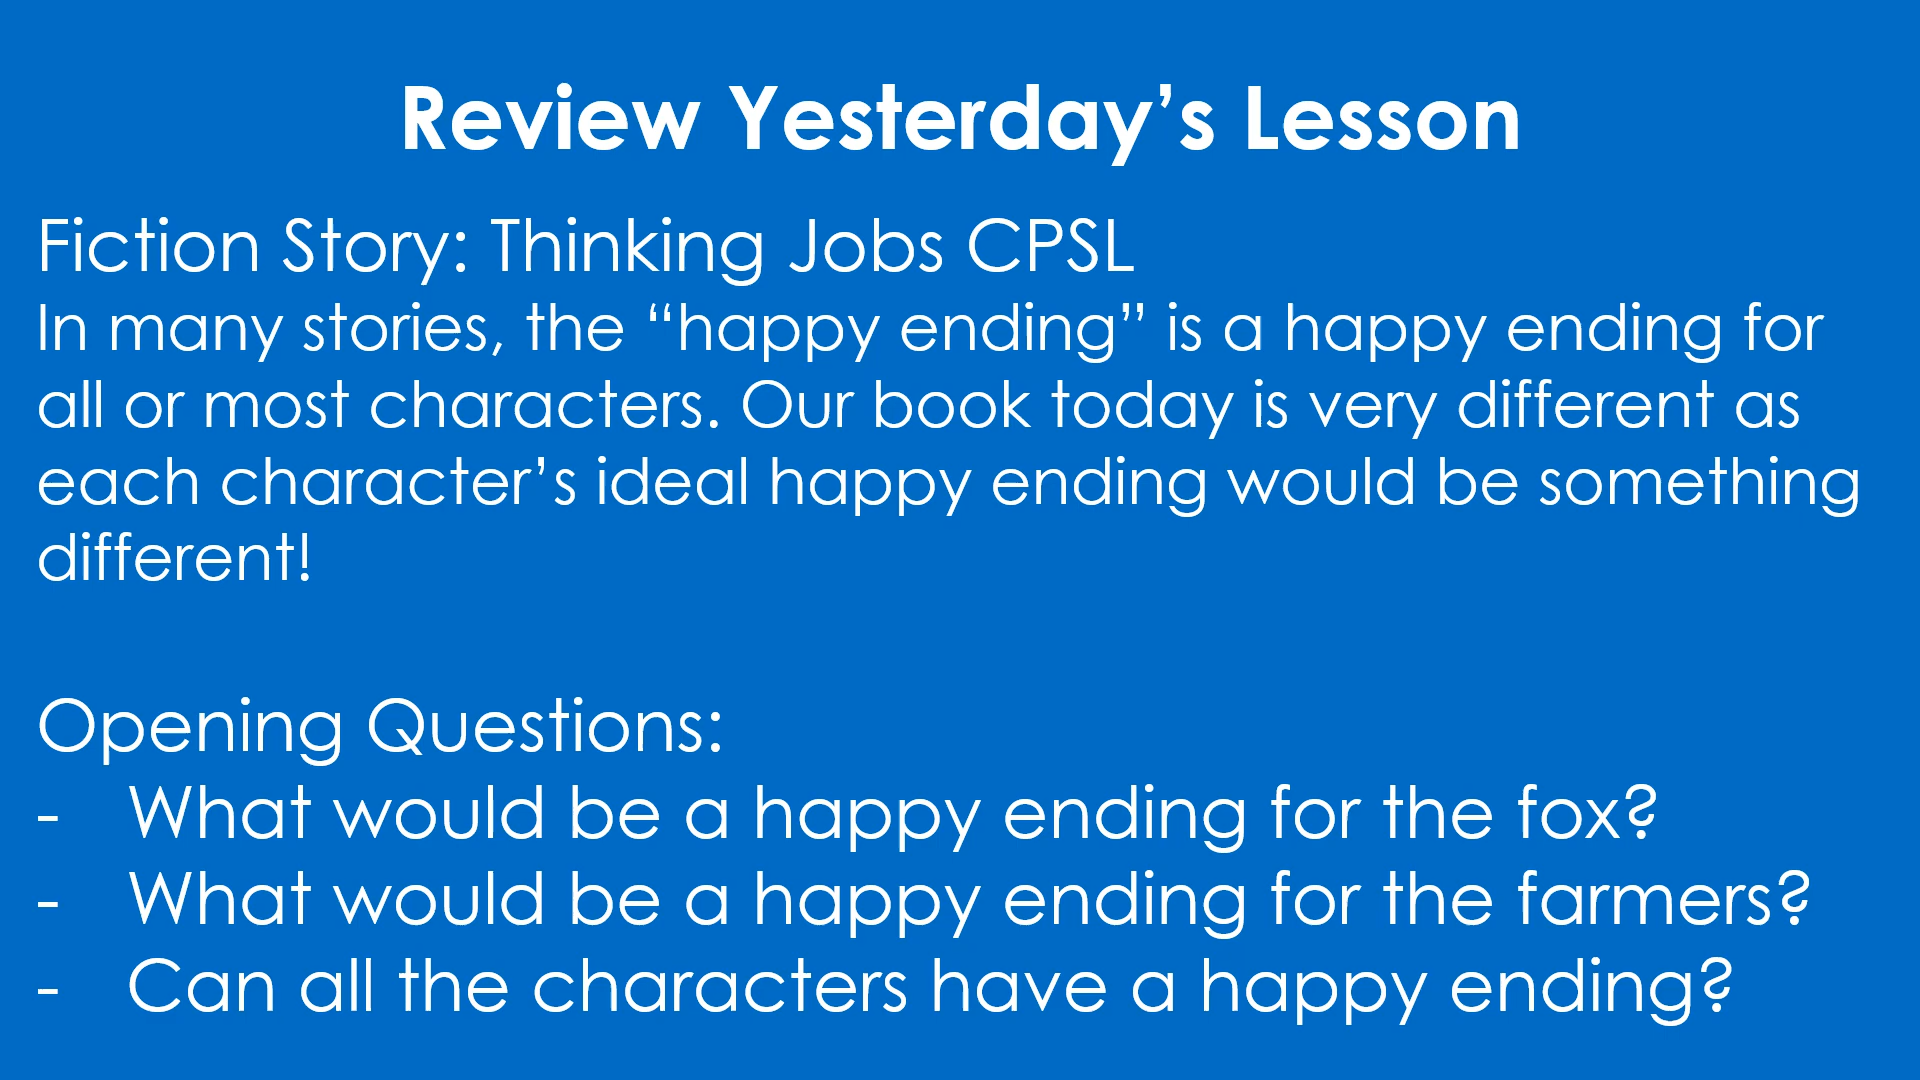 Review Yesterday’s Lesson
Fiction Story: Thinking Jobs CPSL
In many stories, the “happy ending” is a happy ending for
all or most characters. Our book today is very different as
each character’s ideal happy ending would be something
different!
Opening Questions:
- What would be a happy ending for the fox?
- What would be a happy ending for the farmers?
- Can all the characters have a happy ending?